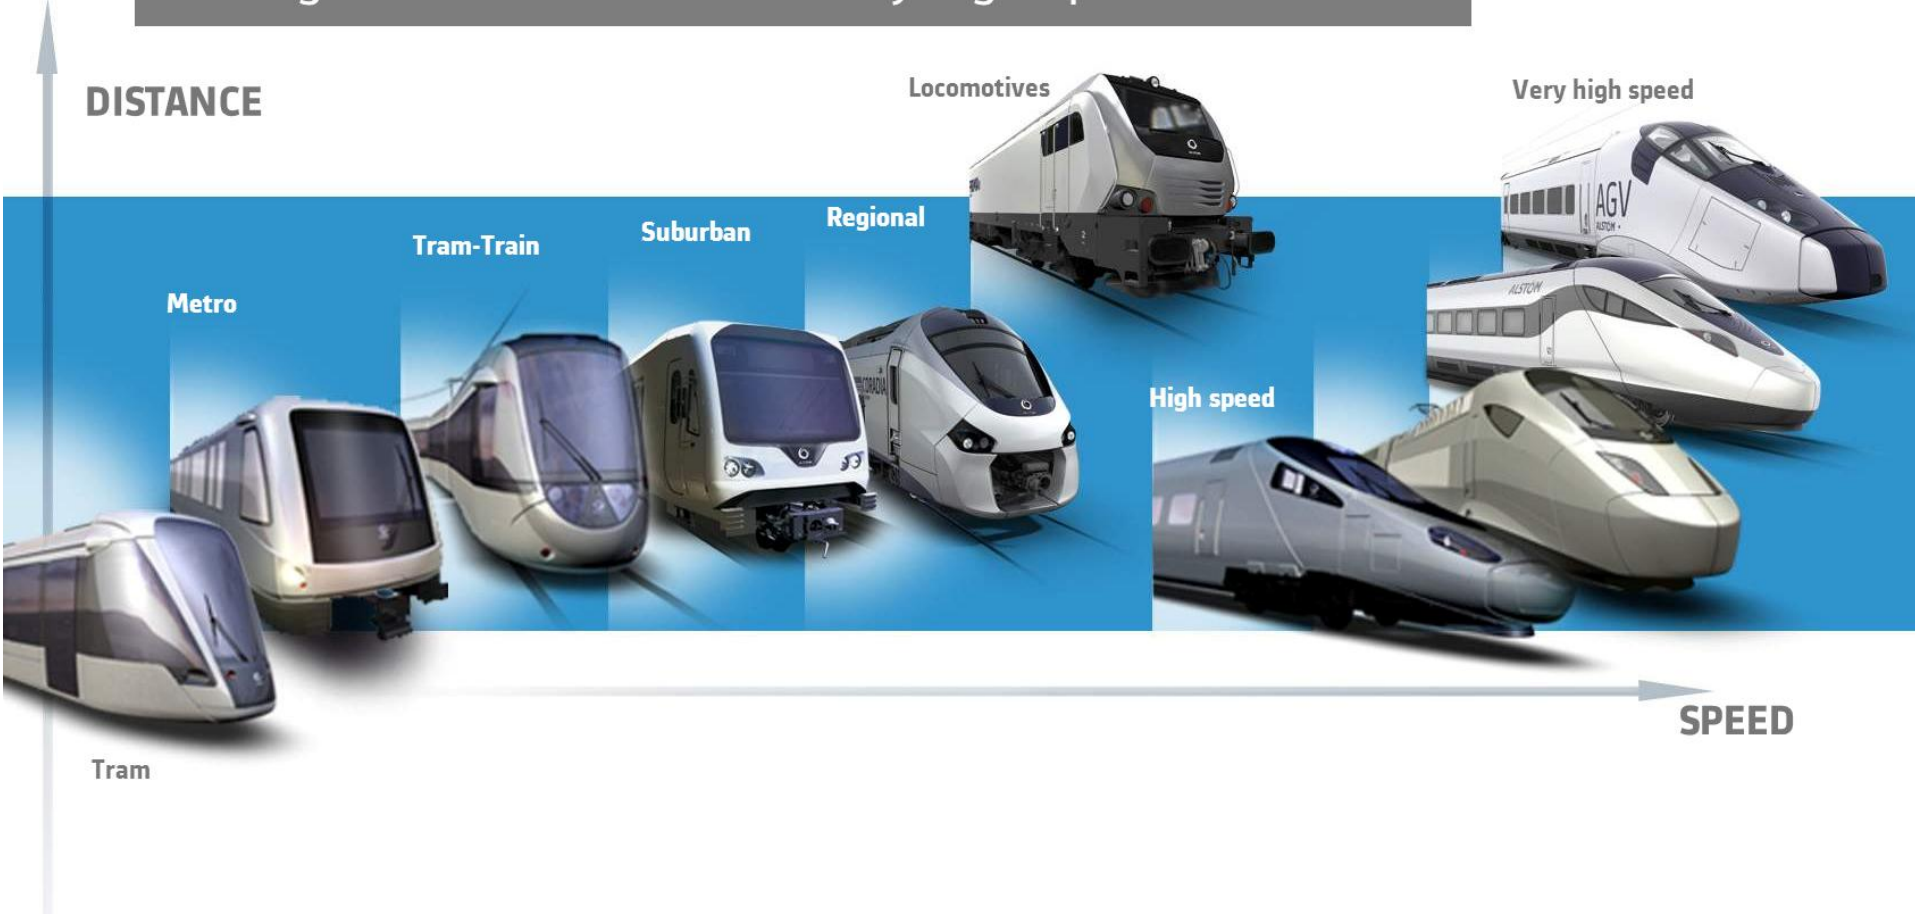 DISTANCE
Locomotives
Very high speed
Regional
Suburban
Tram-Train
Metro
High speed
AGV
ALSTOM
ALSTOM
CORADIA
SPEED
Tram